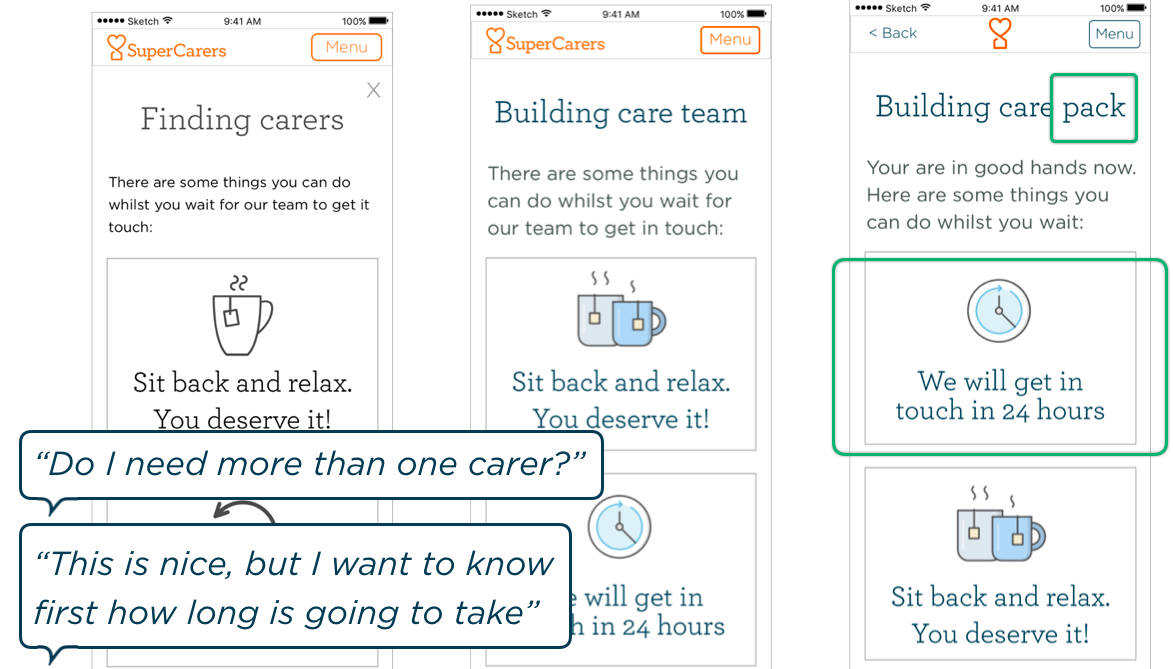 Sketch 9:41 AM 100%
SuperCarers
Menu
X
Finding carers
There are some things you can do
whilst you wait for our team to get it
touch:
Sit back and relax.
You deserve it!
Sketch 9:41 AM 100%
SuperCarers
Menu
Building care team
There are some things you
can do whilst you wait for
our team to get in touch:
Sit back and relax.
You deserve it!
will get in
in 24 hours
“Do I need more than one carer?”
“This is nice, but I want to know
first how long is going to take”
Sketch 9:41 AM 100%
< Back
Menu
Building care pack
Your are in good hands now.
Here are some things you
can do whilst you wait:
We will get in
touch in 24 hours
Sit back and relax.
You deserve it!